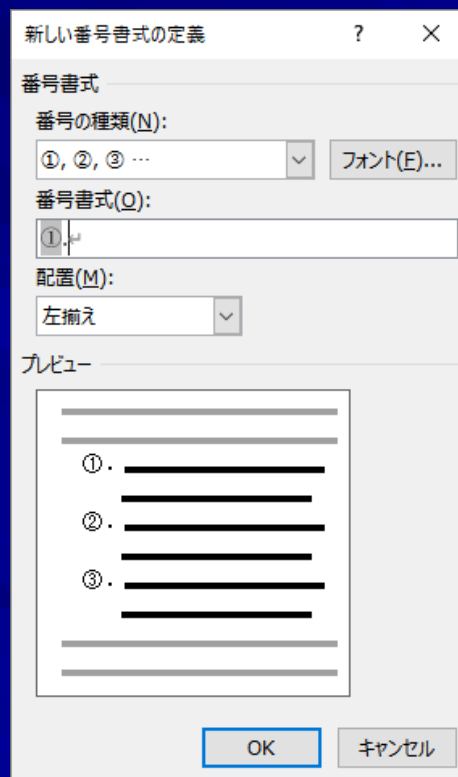 新しい番号書式の定義 ? ×
番号書式
番号の種類(N):
①, ②, ③ … フォント(F)...
番号書式(O):
①.↵
配置(M):
左揃え
プレビュー
①.
②.
③.
OK キャンセル